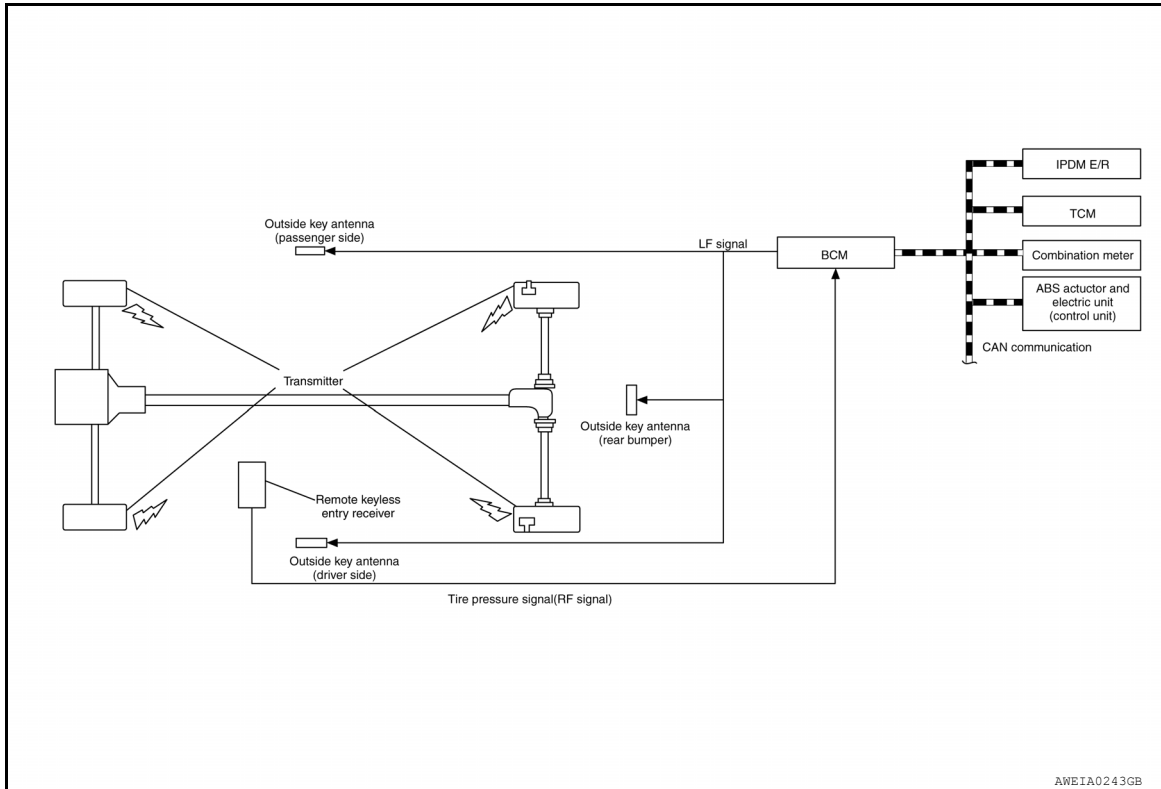 IPDM E/R
TCM
Outside key antenna
(passenger side)
LF signal
BCM
Combination meter
ABS actuctor and
electric unit
(control unit)
CAN communication
Transmitter
Outside key antenna
(rear bumper)
Remote keyless
entry receiver
Outside key antenna
(driver side)
Tire pressure signal(RF signal)
AWEIA0243GB